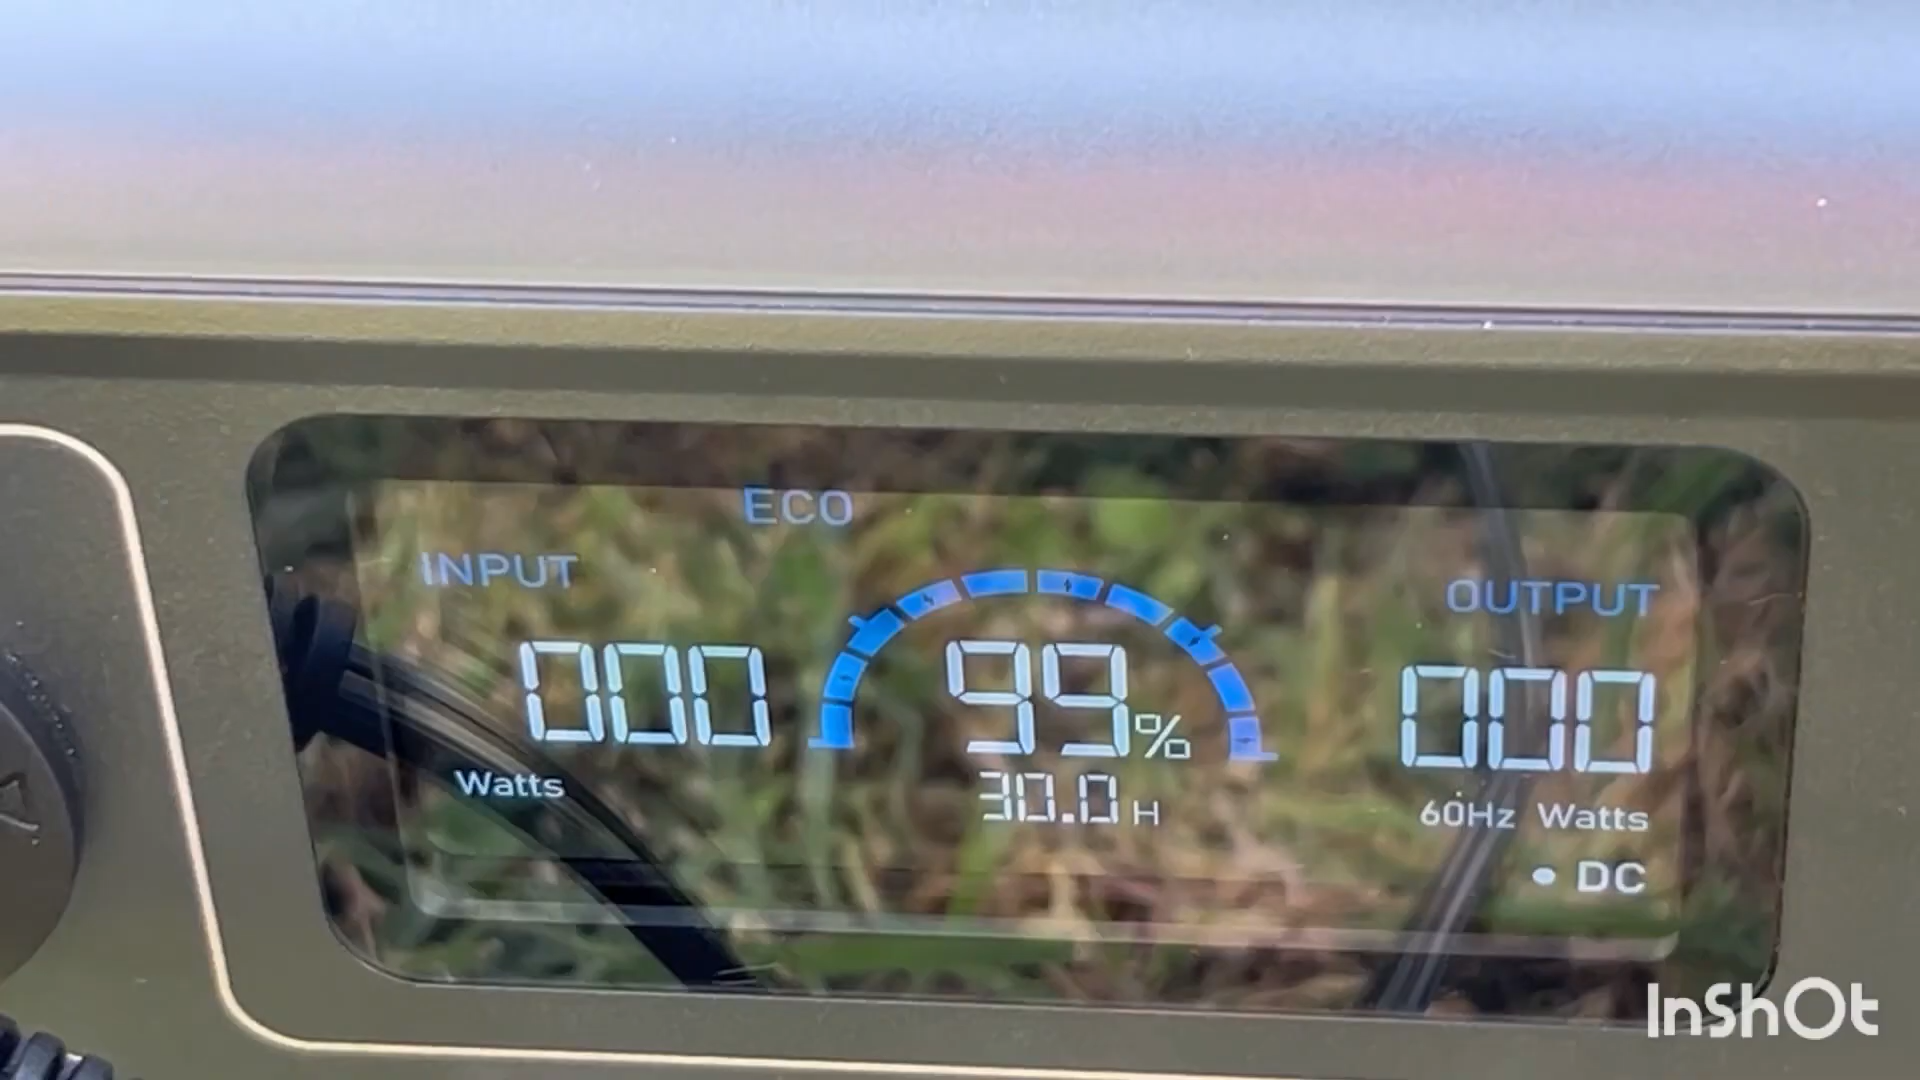 ECO
INPUT
OUTPUT
000
99%
000
Watts
30.0 H
60Hz Watts
• DC
InShOt